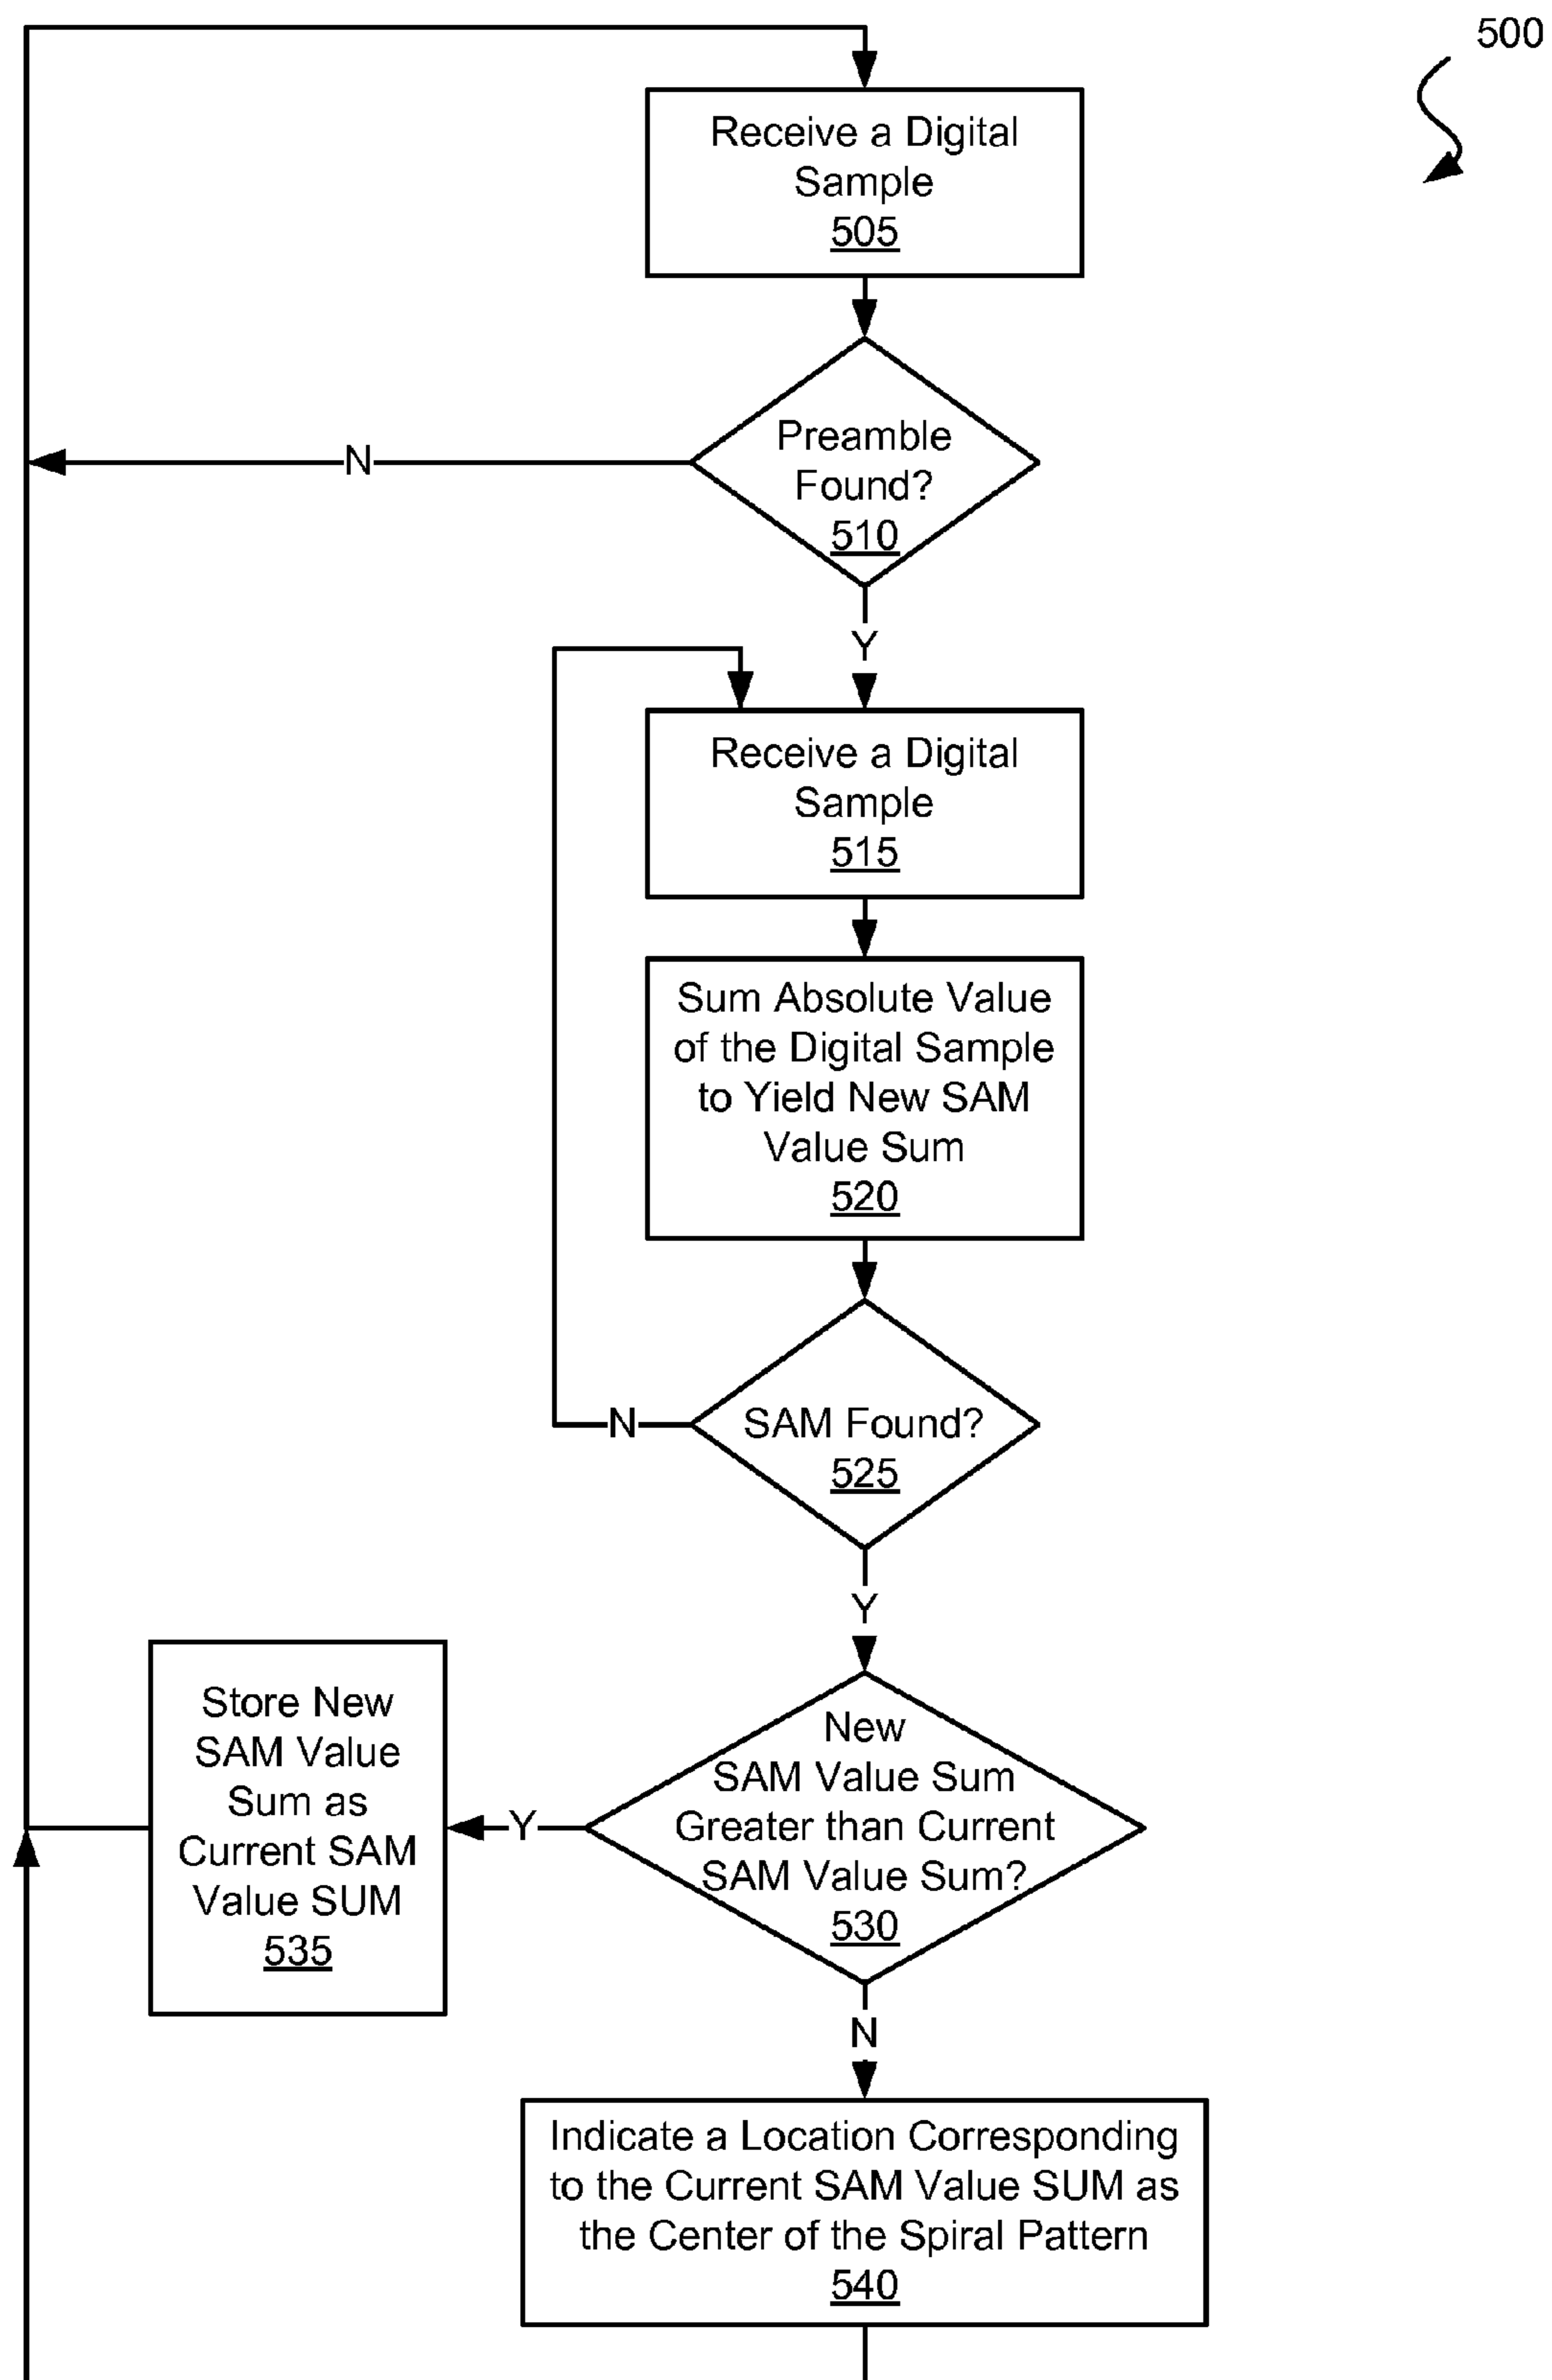 500
Receive a Digital
Sample
505
Preamble
Found?
510
N
Y
Receive a Digital
Sample
515
Sum Absolute Value
of the Digital Sample
to Yield New SAM
Value Sum
520
SAM Found?
525
N
Y
New
SAM Value Sum
Greater than Current
SAM Value Sum?
530
Y
Store New
SAM Value
Sum as
Current SAM
Value SUM
535
N
Indicate a Location Corresponding
to the Current SAM Value SUM as
the Center of the Spiral Pattern
540